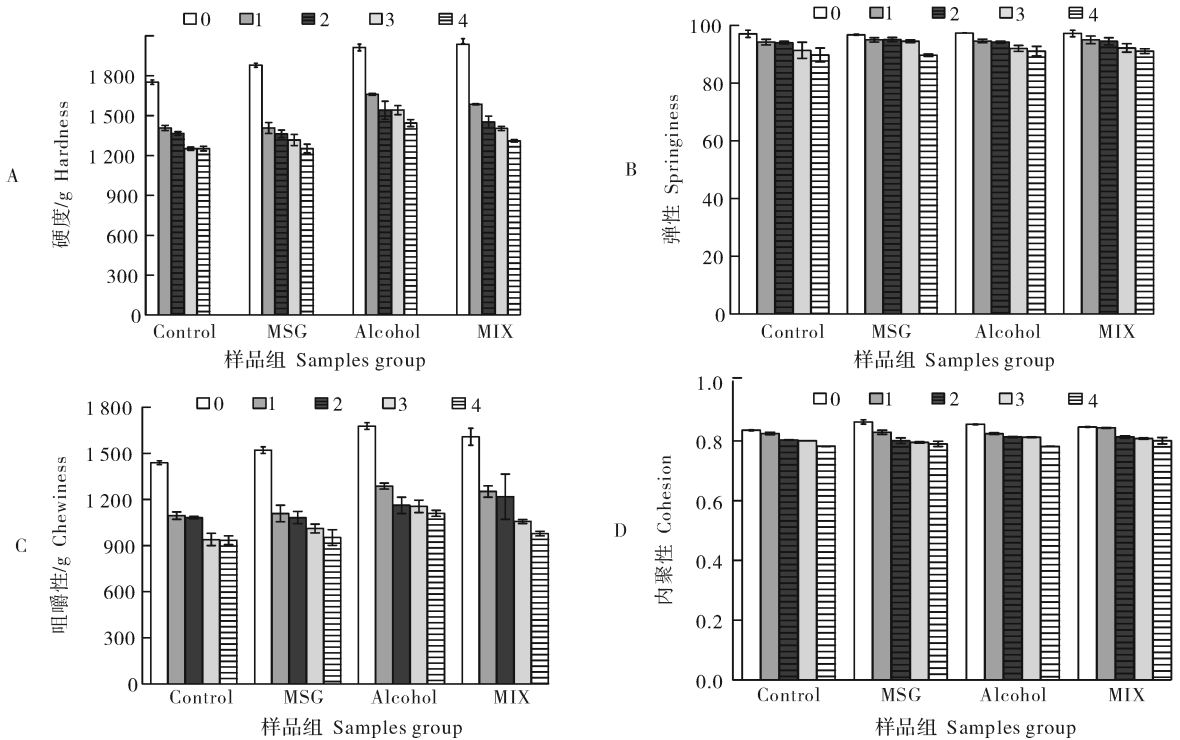 A
0 1 2 3 4
硬度/g Hardness
1 800
1 500
1 200
900
600
300
0
Control MSG Alcohol MIX
样品组 Samples group
B
0 1 2 3 4
弹性 Springiness
100
80
60
40
20
0
Control MSG Alcohol MIX
样品组 Samples group
C
0 1 2 3 4
咀嚼性/g Chewiness
1 800
1 500
1 200
900
600
300
0
Control MSG Alcohol MIX
样品组 Samples group
D
0 1 2 3 4
内聚性 Cohesion
1.0
0.8
0.6
0.4
0.2
0.0
Control MSG Alcohol MIX
样品组 Samples group